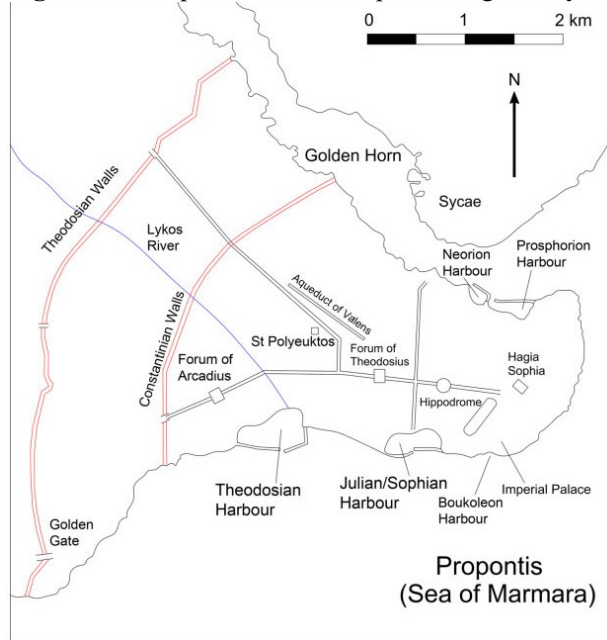 0 1 2 km
N
Golden Horn
Sycae
Theodosian Walls
Lykos
River
Neorion
Harbour
Prosphorion
Harbour
Constantinian Walls
Aqueduct of Valens
St Polyeuktos
Forum of
Theodosius
Forum of
Arcadius
Hagia
Sophia
Hippodrome
Theodosian
Harbour
Julian/Sophian
Harbour
Boukoleon
Harbour
Imperial Palace
Golden
Gate
Propontis
(Sea of Marmara)